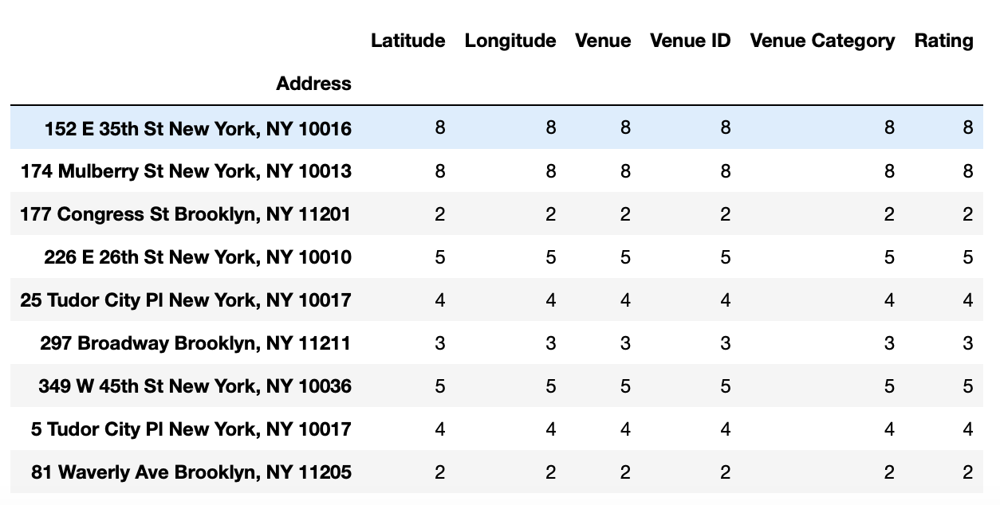 Latitude Longitude Venue Venue ID Venue Category Rating
Address
152 E 35th St New York, NY 10016 8 8 8 8 8 8
174 Mulberry St New York, NY 10013 8 8 8 8 8 8
177 Congress St Brooklyn, NY 11201 2 2 2 2 2 2
226 E 26th St New York, NY 10010 5 5 5 5 5 5
25 Tudor City Pl New York, NY 10017 4 4 4 4 4 4
297 Broadway Brooklyn, NY 11211 3 3 3 3 3 3
349 W 45th St New York, NY 10036 5 5 5 5 5 5
5 Tudor City Pl New York, NY 10017 4 4 4 4 4 4
81 Waverly Ave Brooklyn, NY 11205 2 2 2 2 2 2